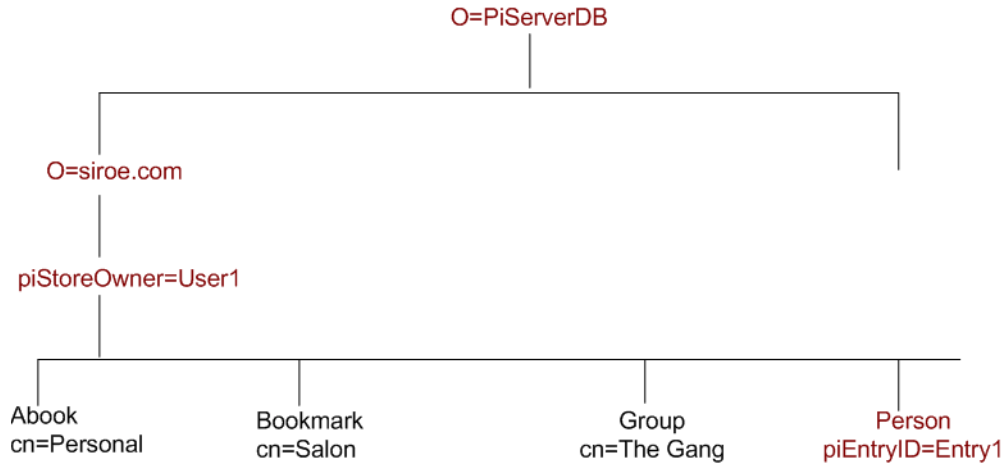 O=PiServerDB
O=siroe.com
piStoreOwner=User1
Abook
cn=Personal
Bookmark
cn=Salon
Group
cn=The Gang
Person
piEntryID=Entry1